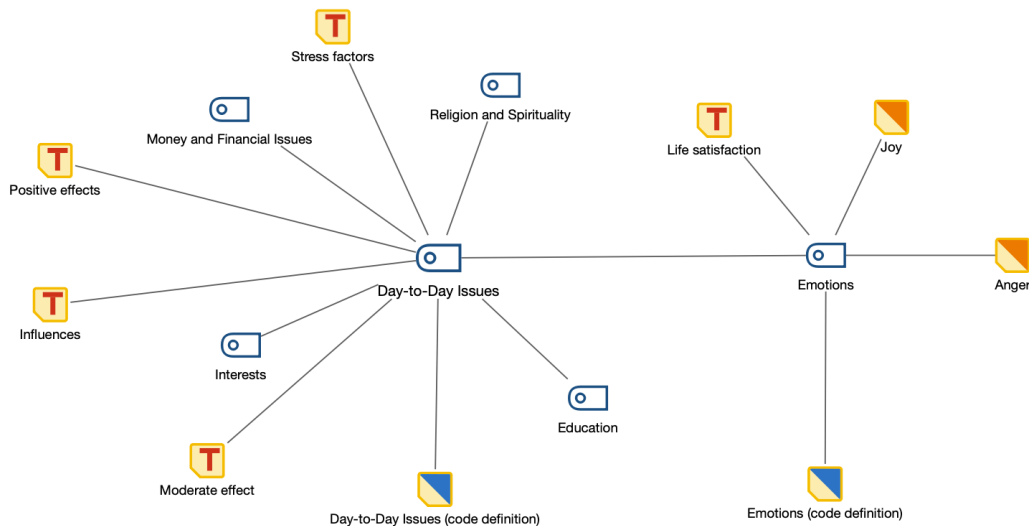 Stress factors
Religion and Spirituality
Money and Financial Issues
Life satisfaction
Joy
Positive effects
Day-to-Day Issues
Emotions
Anger
Influences
Interests
Education
Moderate effect
Day-to-Day Issues (code definition)
Emotions (code definition)
T
T
T
T
T